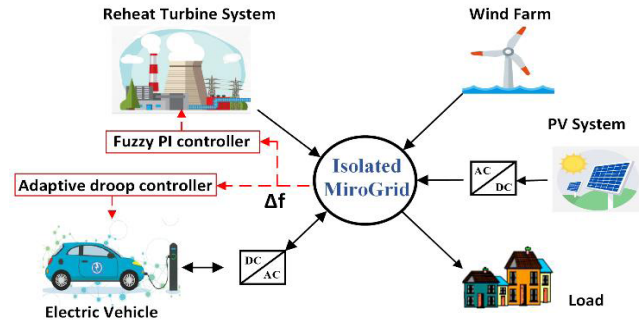 Reheat Turbine System
Wind Farm
Fuzzy PI controller
PV System
Isolated
MiroGrid
AC
DC
Adaptive droop controller
Δf
DC
AC
Electric Vehicle
Load